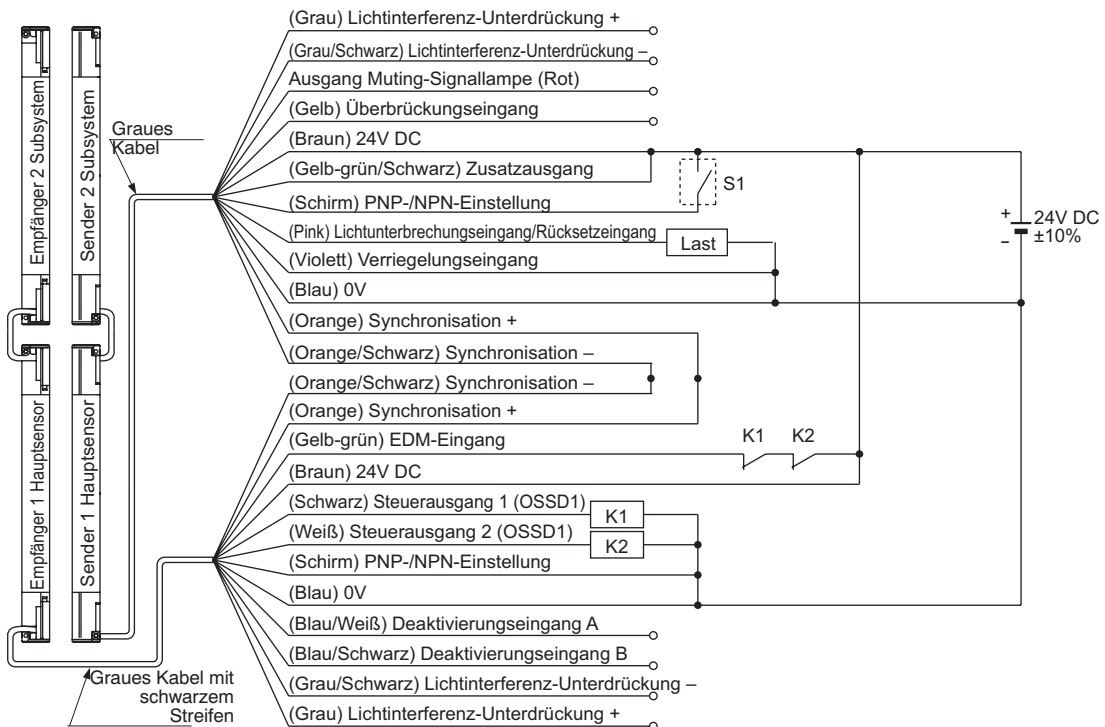 Empfänger 2 Subsystem
Sender 2 Subsystem
Empfänger 1 Hauptsensor
Sender 1 Hauptsensor
Graues
Kabel
(Grau) Lichtinterferenz-Unterdrückung +
(Grau/Schwarz) Lichtinterferenz-Unterdrückung –
Ausgang Muting-Signallampe (Rot)
(Gelb) Überbrückungseingang
(Braun) 24V DC
(Gelb-grün/Schwarz) Zusatzausgang
S1
(Schirm) PNP-/NPN-Einstellung
+
24V DC
–
±10%
(Pink) Lichtunterbrechungseingang/Rücksetzeingang
Last
(Violett) Verriegelungseingang
(Blau) 0V
(Orange) Synchronisation +
(Orange/Schwarz) Synchronisation –
(Orange/Schwarz) Synchronisation –
(Orange) Synchronisation +
(Gelb-grün) EDM-Eingang
K1
K2
(Braun) 24V DC
(Schwarz) Steuerausgang 1 (OSSD1)
K1
(Weiß) Steuerausgang 2 (OSSD1)
K2
(Schirm) PNP-/NPN-Einstellung
(Blau) 0V
(Blau/Weiß) Deaktivierungseingang A
(Blau/Schwarz) Deaktivierungseingang B
(Grau/Schwarz) Lichtinterferenz-Unterdrückung –
(Grau) Lichtinterferenz-Unterdrückung +
Graues Kabel mit
schwarzem
Streifen